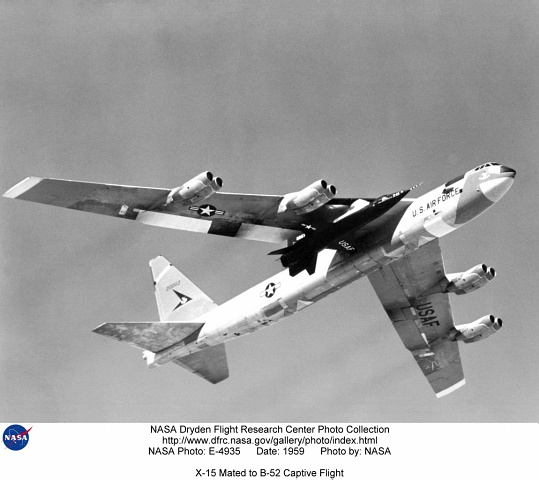 U.S. AIR FORCE
USAF
USAF
NASA
NASA Dryden Flight Research Center Photo Collection
http://www.dfrc.nasa.gov/gallery/photo/index.html
NASA Photo: E-4935 Date: 1959 Photo by: NASA
X-15 Mated to B-52 Captive Flight